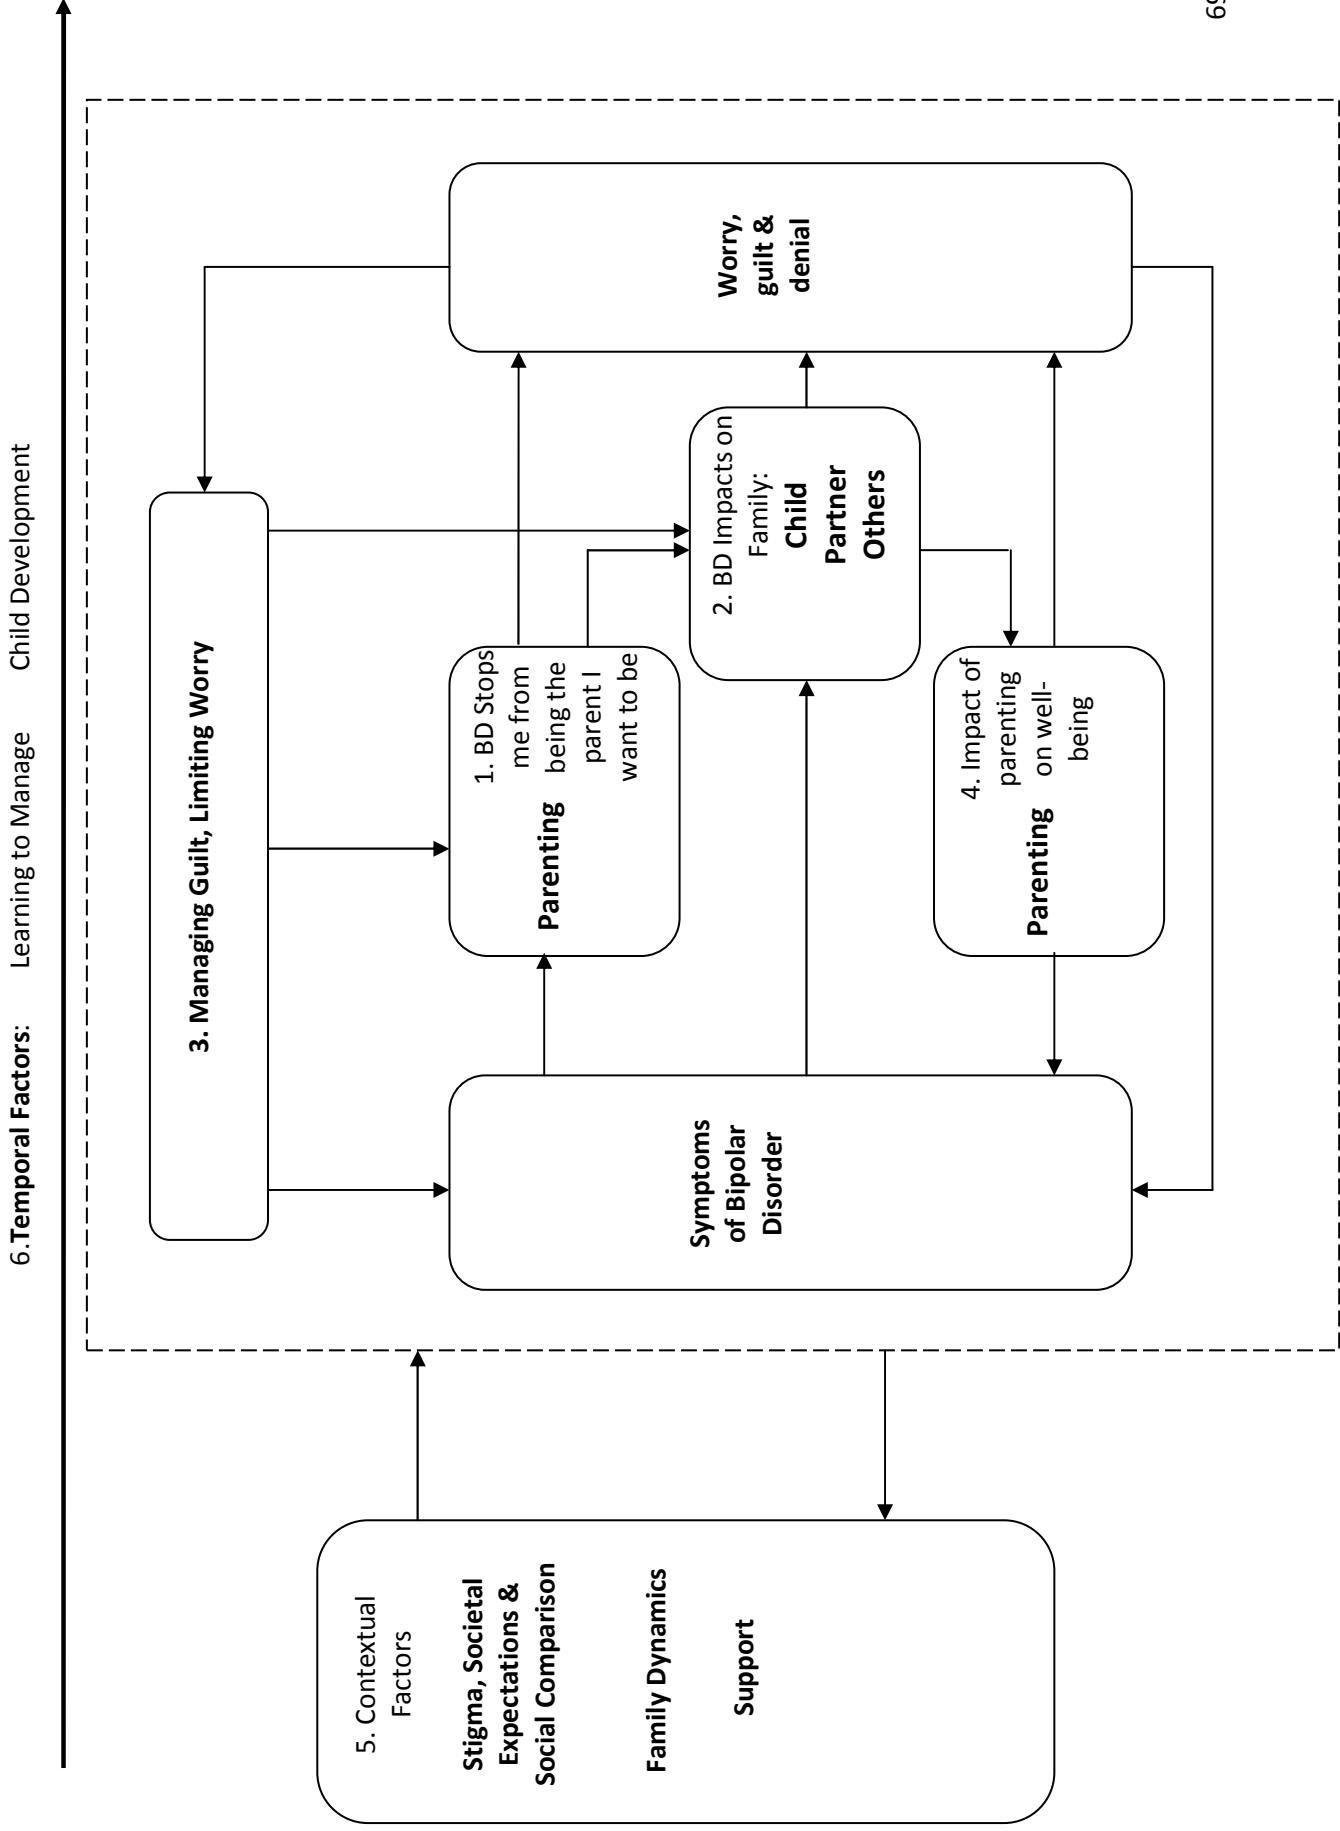 6.Temporal Factors: Learning to Manage Child Development
3. Managing Guilt, Limiting Worry
5. Contextual
Factors
Stigma, Societal
Expectations &
Social Comparison
Family Dynamics
Support
Symptoms
of Bipolar
Disorder
1. BD Stops
me from
being the
parent I
want to be
Parenting
2. BD Impacts on
Family:
Child
Partner
Others
4. Impact of
parenting
on well-
being
Parenting
Worry,
guilt &
denial